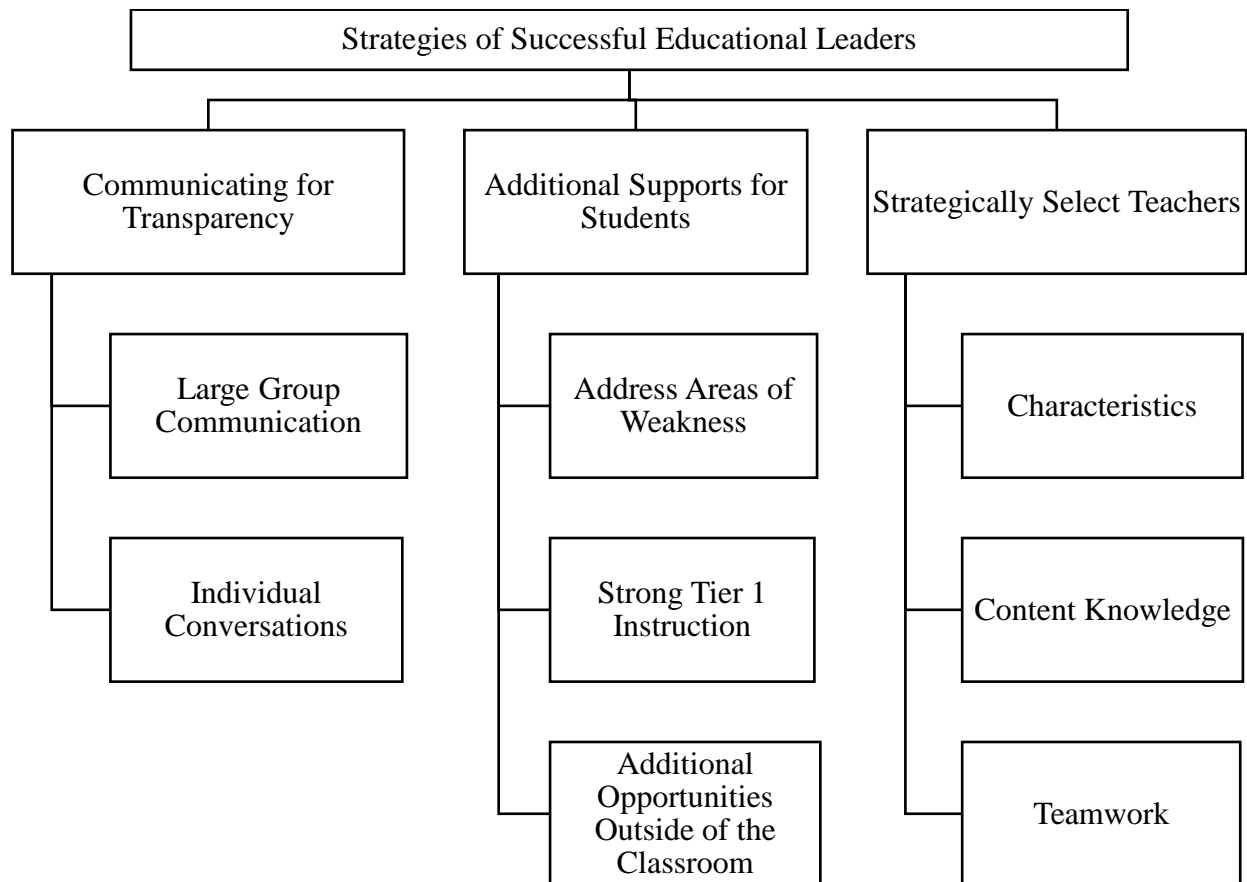 Strategies of Successful Educational Leaders
Communicating for
Transparency
Large Group
Communication
Individual
Conversations
Additional Supports for
Students
Address Areas of
Weakness
Strong Tier 1
Instruction
Additional
Opportunities
Outside of the
Classroom
Strategically Select Teachers
Characteristics
Content Knowledge
Teamwork